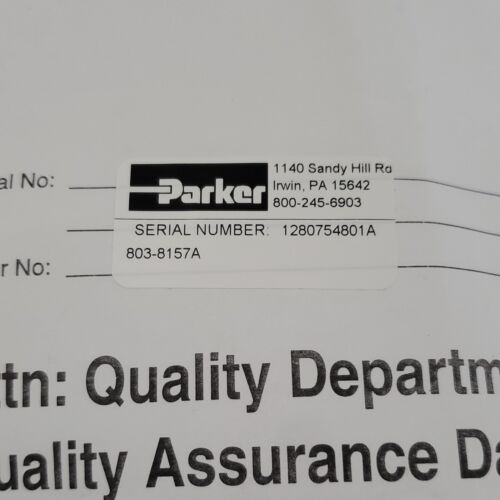 al No:
Parker
1140 Sandy Hill Rd
Irwin, PA 15642
800-245-6903
SERIAL NUMBER: 1280754801A
803-8157A
r No:
ttn: Quality Departm
uality Assurance Da